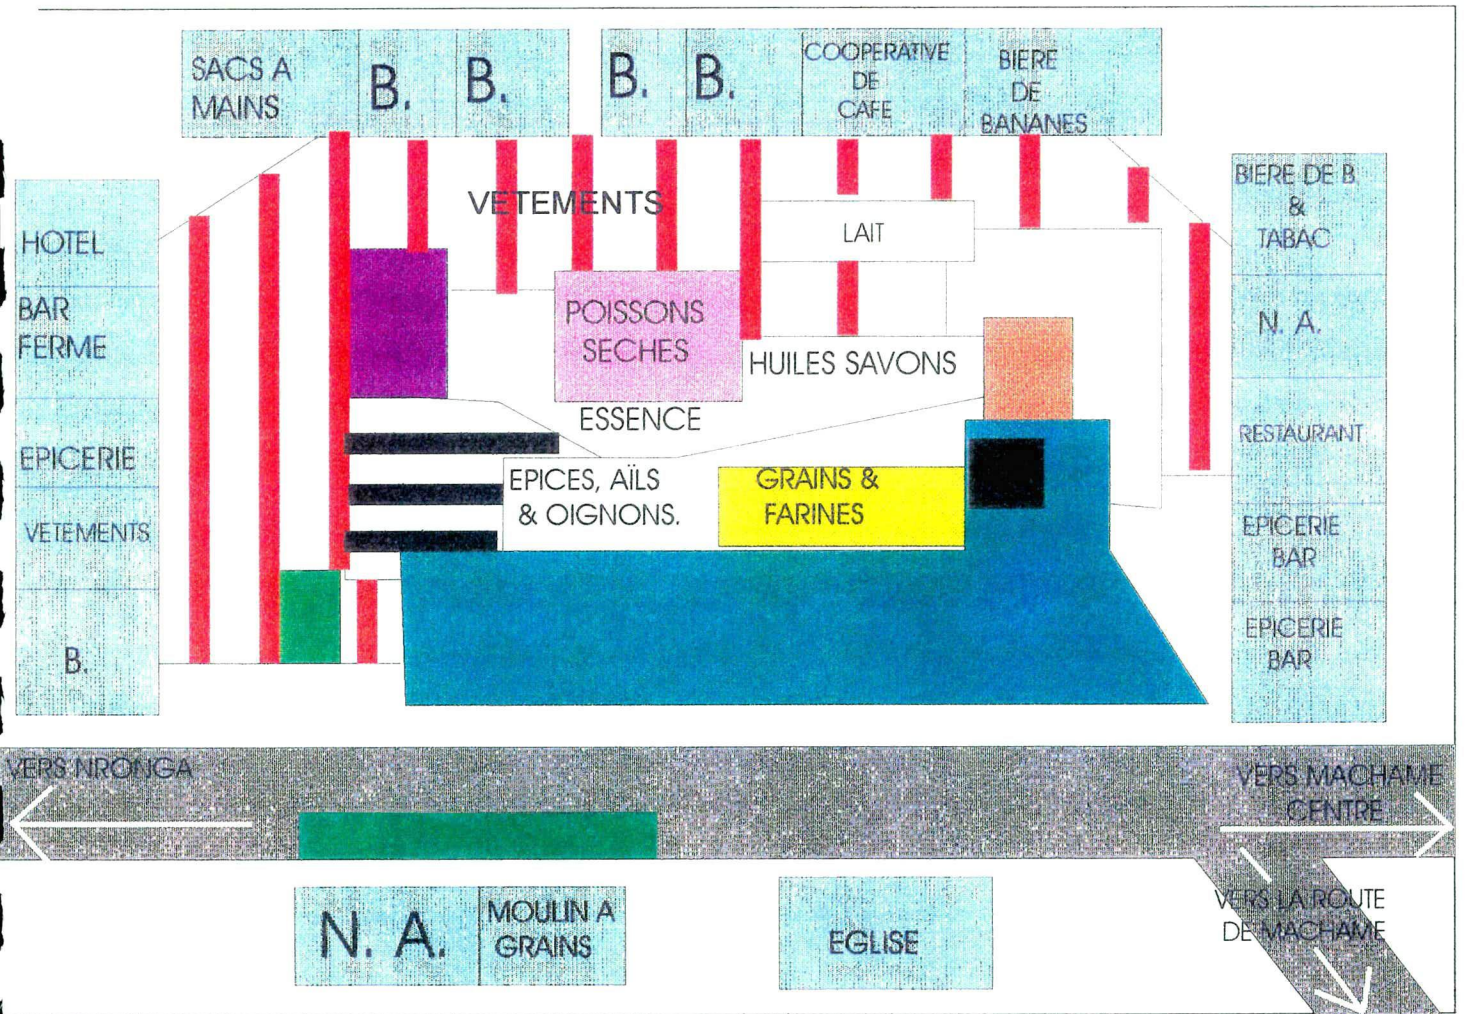 SACS A
MAINS
B.
B.
B.
B.
COOPERATIVE
DE
CAFE
BIERE
DE
BANANES
HOTEL
BAR
FERME
EPICERIE
VETEMENTS
B.
VETEMENTS
LAIT
POISSONS
SECHES
HUILES SAVONS
ESSENCE
EPICES, AÏLS
& OIGNONS.
GRAINS &
FARINES
BIERE DE B
&
TABAC
N. A.
RESTAURANT
EPICERIE
BAR
EPICERIE
BAR
VERS NRONGA
VERS MACHAME
CENTRE
N. A.
MOULIN A
GRAINS
EGLISE
VERS LA ROUTE
DE MACHAME